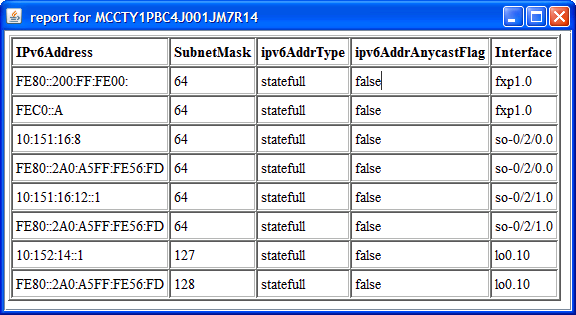 report for MCCTY1PBC4J001JM7R14
IPv6Address SubnetMask ipv6AddrType ipv6AddrAnycastFlag Interface
FE80::200:FF:FE00: 64 statefull false fxp1.0
FEC0::A 64 statefull false fxp1.0
10:151:16:8 64 statefull false so-0/2/0.0
FE80::2A0:A5FF:FE56:FD 64 statefull false so-0/2/0.0
10:151:16:12::1 64 statefull false so-0/2/1.0
FE80::2A0:A5FF:FE56:FD 64 statefull false so-0/2/1.0
10:152:14::1 127 statefull false lo0.10
FE80::2A0:A5FF:FE56:FD 128 statefull false lo0.10